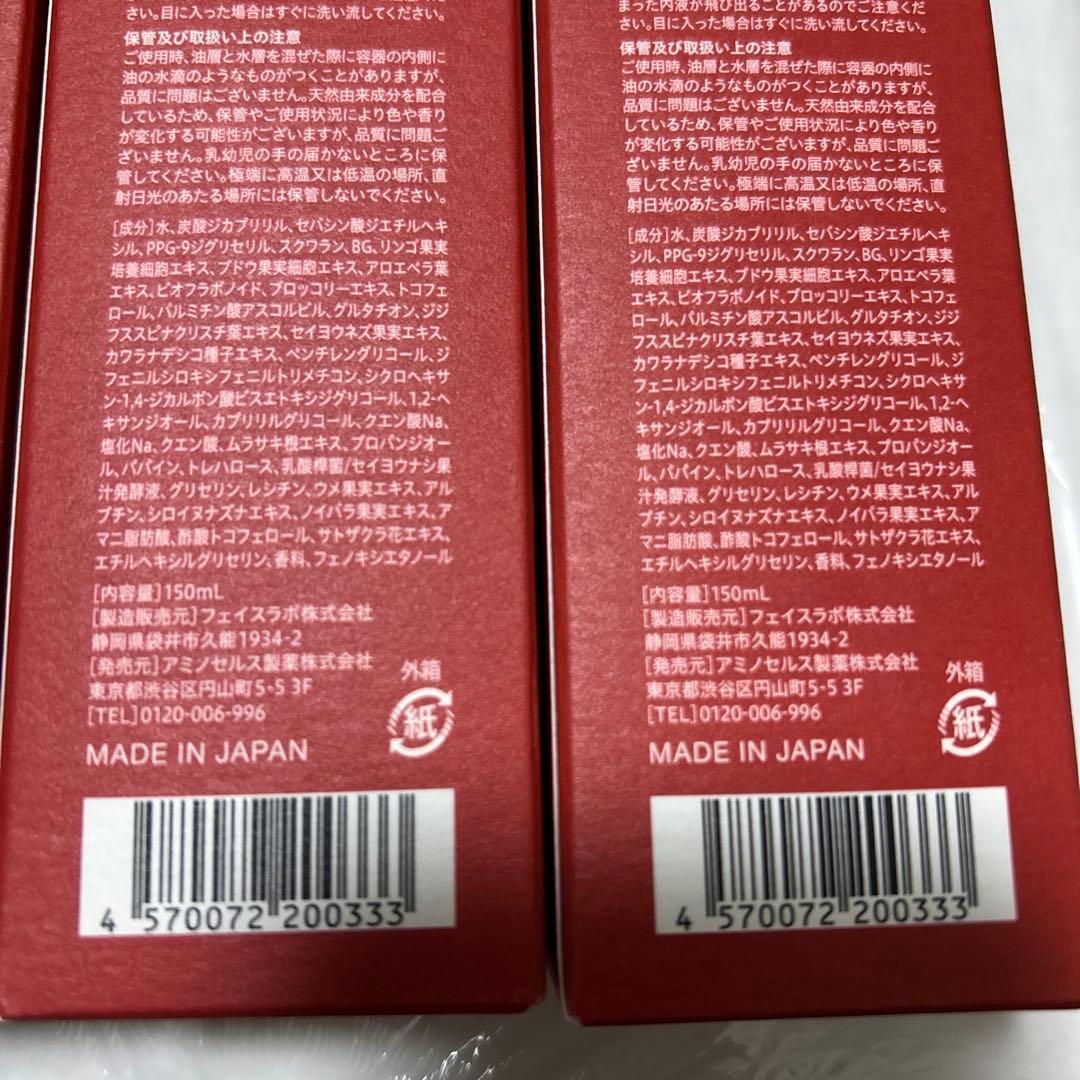 さい。目に入った場合はすぐに洗い流してください。
保管及び取扱い上の注意
ご使用時、油層と水層を混ぜた際に容器の内側に
油の水滴のようなものがつくことがありますが、
品質に問題はございません。天然由来成分を配合
しているため、保管やご使用状況により色や香り
が変化する可能性がございますが、品質に問題ご
ざいません。乳幼児の手の届かないところに保
管してください。極端に高温又は低温の場所、直
射日光のあたる場所には保管しないでください。
[成分]水、炭酸ジカプリリル、セバシン酸ジエチルヘキ
シル、PPG-9ジグリセリル、スクワラン、BG、リンゴ果実
培養細胞エキス、ブドウ果実細胞エキス、アロエベラ葉
エキス、ビオフラボノイド、ブロッコリーエキス、トコフェ
ロール、パルミチン酸アスコルビル、グルタチオン、ジジ
フススピナクリスチ葉エキス、セイヨウネズ果実エキス、
カワラナデシコ種子エキス、ペンチレングリコール、ジ
フェニルシロキシフェニルトリメチコン、シクロヘキサ
ン-1,4-ジカルボン酸ビスエトキシジグリコール、1,2-ヘ
キサンジオール、カプリリルグリコール、クエン酸Na、
塩化Na、クエン酸、ムラサキ根エキス、プロパンジオー
ル、パパイン、トレハロース、乳酸桿菌/セイヨウナシ果
汁発酵液、グリセリン、レシチン、ウメ果実エキス、アル
ブチン、シロイヌナズナエキス、ノイバラ果実エキス、ア
マニ脂肪酸、酢酸トコフェロール、サトザクラ花エキス、
エチルヘキシルグリセリン、香料、フェノキシエタノール
[内容量]150mL
[製造販売元]フェイスラボ株式会社
静岡県袋井市久能1934-2
[発売元]アミノセルス製薬株式会社
東京都渋谷区円山町5-5 3F
[TEL]0120-006-996
外箱
紙
MADE IN JAPAN
4 570072 200333
まった内液が飛び出ることがあるのでご注意くだ
さい。目に入った場合はすぐに洗い流してください。
保管及び取扱い上の注意
ご使用時、油層と水層を混ぜた際に容器の内側に
油の水滴のようなものがつくことがありますが、
品質に問題はございません。天然由来成分を配合
しているため、保管やご使用状況により色や香り
が変化する可能性がございますが、品質に問題ご
ざいません。乳幼児の手の届かないところに保
管してください。極端に高温又は低温の場所、直
射日光のあたる場所には保管しないでください。
[成分]水、炭酸ジカプリリル、セバシン酸ジエチルヘキ
シル、PPG-9ジグリセリル、スクワラン、BG、リンゴ果実
培養細胞エキス、ブドウ果実細胞エキス、アロエベラ葉
エキス、ビオフラボノイド、ブロッコリーエキス、トコフェ
ロール、パルミチン酸アスコルビル、グルタチオン、ジジ
フススピナクリスチ葉エキス、セイヨウネズ果実エキス、
カワラナデシコ種子エキス、ペンチレングリコール、ジ
フェニルシロキシフェニルトリメチコン、シクロヘキサ
ン-1,4-ジカルボン酸ビスエトキシジグリコール、1,2-ヘ
キサンジオール、カプリリルグリコール、クエン酸Na、
塩化Na、クエン酸、ムラサキ根エキス、プロパンジオー
ル、パパイン、トレハロース、乳酸桿菌/セイヨウナシ果
汁発酵液、グリセリン、レシチン、ウメ果実エキス、アル
ブチン、シロイヌナズナエキス、ノイバラ果実エキス、ア
マニ脂肪酸、酢酸トコフェロール、サトザクラ花エキス、
エチルヘキシルグリセリン、香料、フェノキシエタノール
[内容量]150mL
[製造販売元]フェイスラボ株式会社
静岡県袋井市久能1934-2
[発売元]アミノセルス製薬株式会社
東京都渋谷区円山町5-5 3F
[TEL]0120-006-996
外箱
紙
MADE IN JAPAN
4 570072 200333